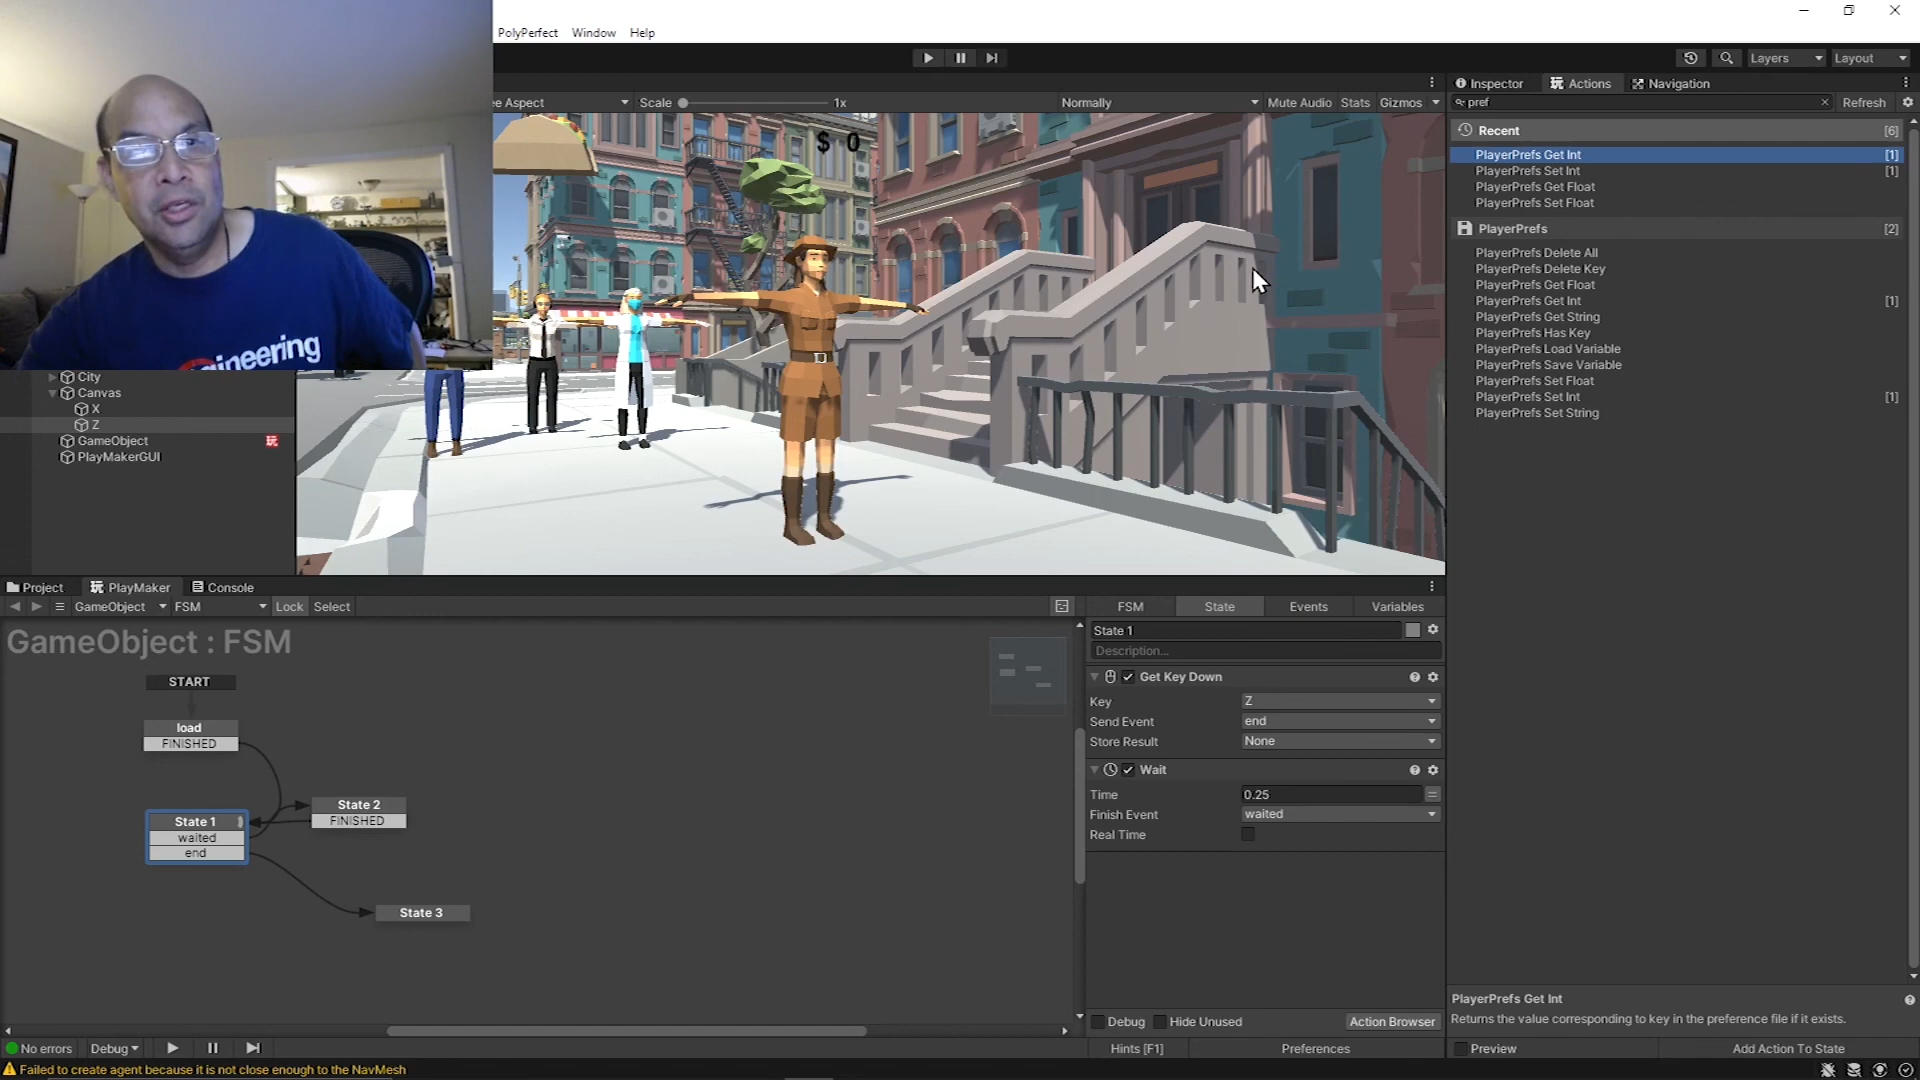 PolyPerfect Window Help
Layers Layout
Aspect Scale 1x Normally Mute Audio Stats Gizmos
Inspector Actions Navigation
pref Refresh
Recent [6]
PlayerPrefs Get Int [1]
PlayerPrefs Set Int [1]
PlayerPrefs Get Float
PlayerPrefs Set Float
PlayerPrefs [2]
PlayerPrefs Delete All
PlayerPrefs Delete Key
PlayerPrefs Get Float
PlayerPrefs Get Int [1]
PlayerPrefs Get String
PlayerPrefs Has Key
PlayerPrefs Load Variable
PlayerPrefs Save Variable
PlayerPrefs Set Float
PlayerPrefs Set Int [1]
PlayerPrefs Set String
$ 0
City
Canvas
X
Z
GameObject 玩
PlayMakerGUI
Project PlayMaker Console
GameObject FSM Lock Select
GameObject : FSM
START
load
FINISHED
State 1
waited
end
State 2
FINISHED
State 3
FSM State Events Variables
State 1
Description...
Get Key Down
Key Z
Send Event end
Store Result None
Wait
Time 0.25
Finish Event waited
Real Time
Debug Hide Unused Action Browser
Hints [F1] Preferences
No errors Debug
Failed to create agent because it is not close enough to the NavMesh
PlayerPrefs Get Int
Returns the value corresponding to key in the preference file if it exists.
Preview Add Action To State